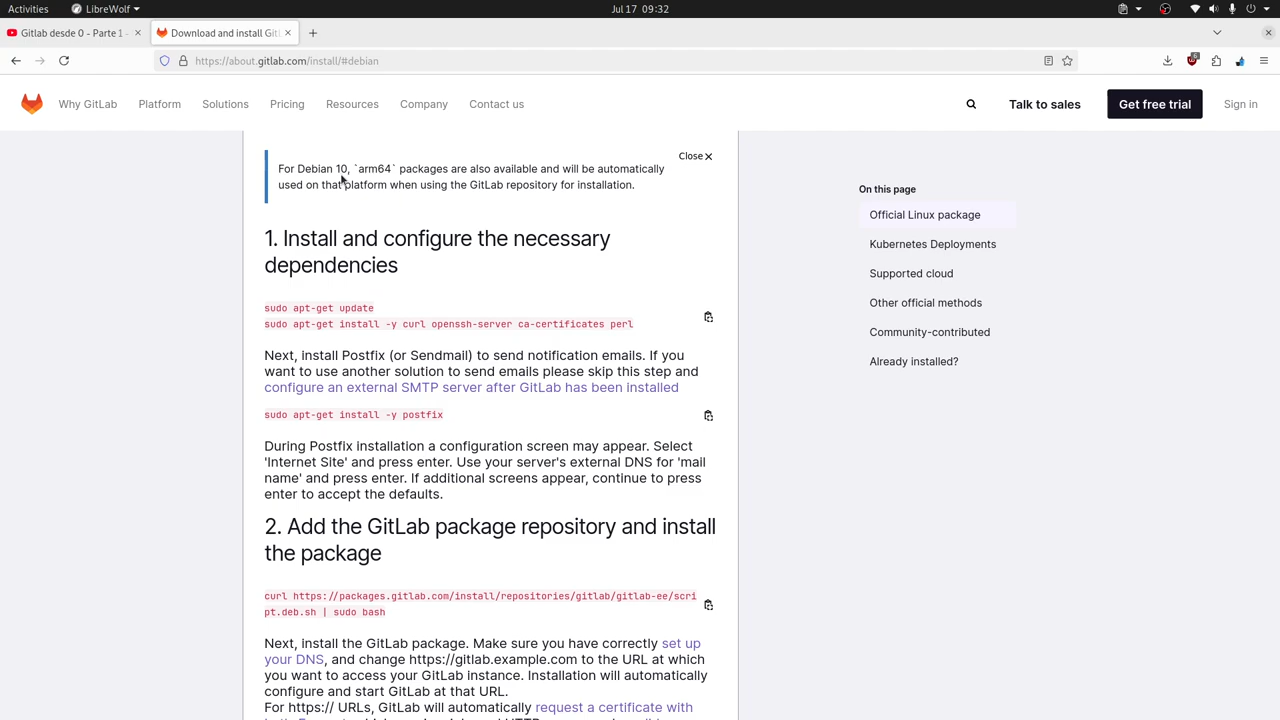 Activities
LibreWolf
Jul 17 09:32
Gitlab desde 0 - Parte 1 -
Download and install Git
https://about.gitlab.com/install/#debian
6
Why GitLab
Platform
Solutions
Pricing
Resources
Company
Contact us
Talk to sales
Get free trial
Sign in
Close
For Debian 10, `arm64` packages are also available and will be automatically
used on that platform when using the GitLab repository for installation.
1. Install and configure the necessary
dependencies
sudo apt-get update
sudo apt-get install -y curl openssh-server ca-certificates perl
Next, install Postfix (or Sendmail) to send notification emails. If you
want to use another solution to send emails please skip this step and
configure an external SMTP server after GitLab has been installed
sudo apt-get install -y postfix
During Postfix installation a configuration screen may appear. Select
'Internet Site' and press enter. Use your server's external DNS for 'mail
name' and press enter. If additional screens appear, continue to press
enter to accept the defaults.
2. Add the GitLab package repository and install
the package
curl https://packages.gitlab.com/install/repositories/gitlab/gitlab-ee/scri
pt.deb.sh | sudo bash
Next, install the GitLab package. Make sure you have correctly set up
your DNS, and change https://gitlab.example.com to the URL at which
you want to access your GitLab instance. Installation will automatically
configure and start GitLab at that URL.
For https:// URLs, GitLab will automatically request a certificate with
On this page
Official Linux package
Kubernetes Deployments
Supported cloud
Other official methods
Community-contributed
Already installed?